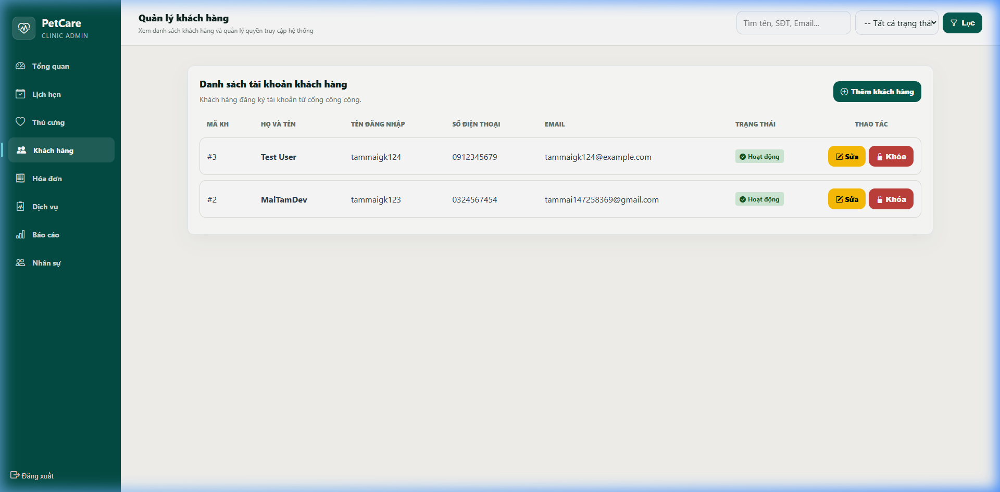 PetCare
CLINIC ADMIN
Tổng quan
Lịch hẹn
Thú cưng
Khách hàng
Hóa đơn
Dịch vụ
Báo cáo
Nhân sự
Đăng xuất
Quản lý khách hàng
Xem danh sách khách hàng và quản lý quyền truy cập hệ thống
Tìm tên, SĐT, Email...
-- Tất cả trạng thái
Lọc
Danh sách tài khoản khách hàng
Khách hàng đăng ký tài khoản từ cổng công cộng.
Thêm khách hàng
MÃ KH HỌ VÀ TÊN TÊN ĐĂNG NHẬP SỐ ĐIỆN THOẠI EMAIL TRẠNG THÁI THAO TÁC
#3 Test User tammaigk124 0912345679 tammaigk124@example.com Hoạt động Sửa Khóa
#2 MaiTamDev tammaigk123 0324567454 tammai147258369@gmail.com Hoạt động Sửa Khóa